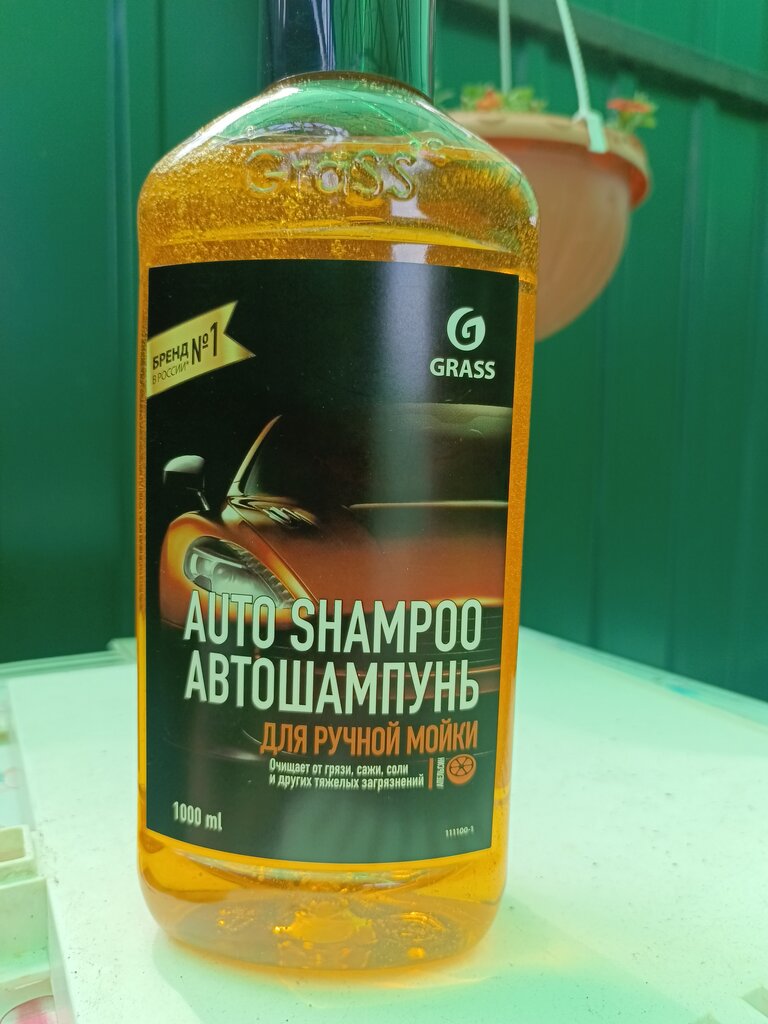 GraSS
БРЕНД №1
В РОССИИ*
G
GRASS
AUTO SHAMPOO
АВТОШАМПУНЬ
ДЛЯ РУЧНОЙ МОЙКИ
Очищает от грязи, сажи, соли
и других тяжелых загрязнений
АПЕЛЬСИН
1000 ml
111100-1